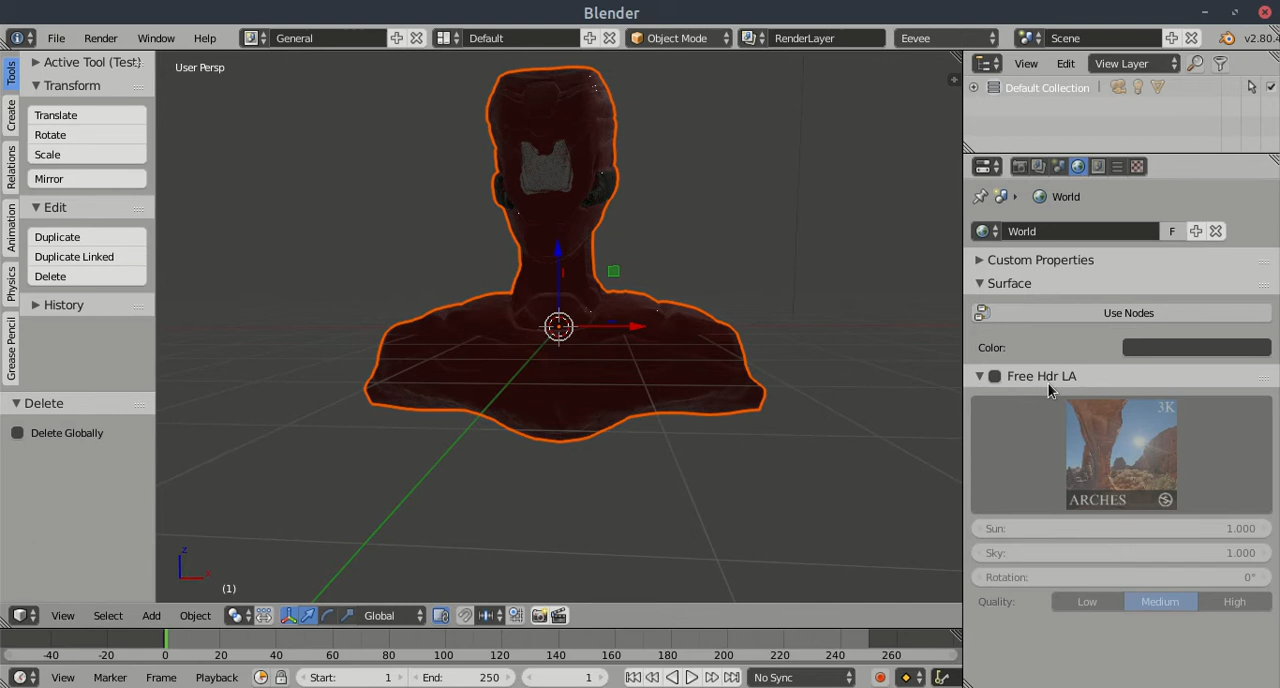 Blender
File Render Window Help General Default Object Mode RenderLayer Eevee Scene v2.80.4
Tools
Create
Relations
Animation
Physics
Grease Pencil
Active Tool (Test)
Transform
Translate
Rotate
Scale
Mirror
Edit
Duplicate
Duplicate Linked
Delete
History
Delete
Delete Globally
User Persp
z
x
(1)
View Edit View Layer
Default Collection
World
World F
Custom Properties
Surface
Use Nodes
Color:
Free Hdr LA
3K
ARCHES
Sun: 1.000
Sky: 1.000
Rotation: 0°
Quality: Low Medium High
View Select Add Object Global
-40 -20 0 20 40 60 80 100 120 140 160 180 200 220 240 260
View Marker Frame Playback Start: 1 End: 250 1 No Sync